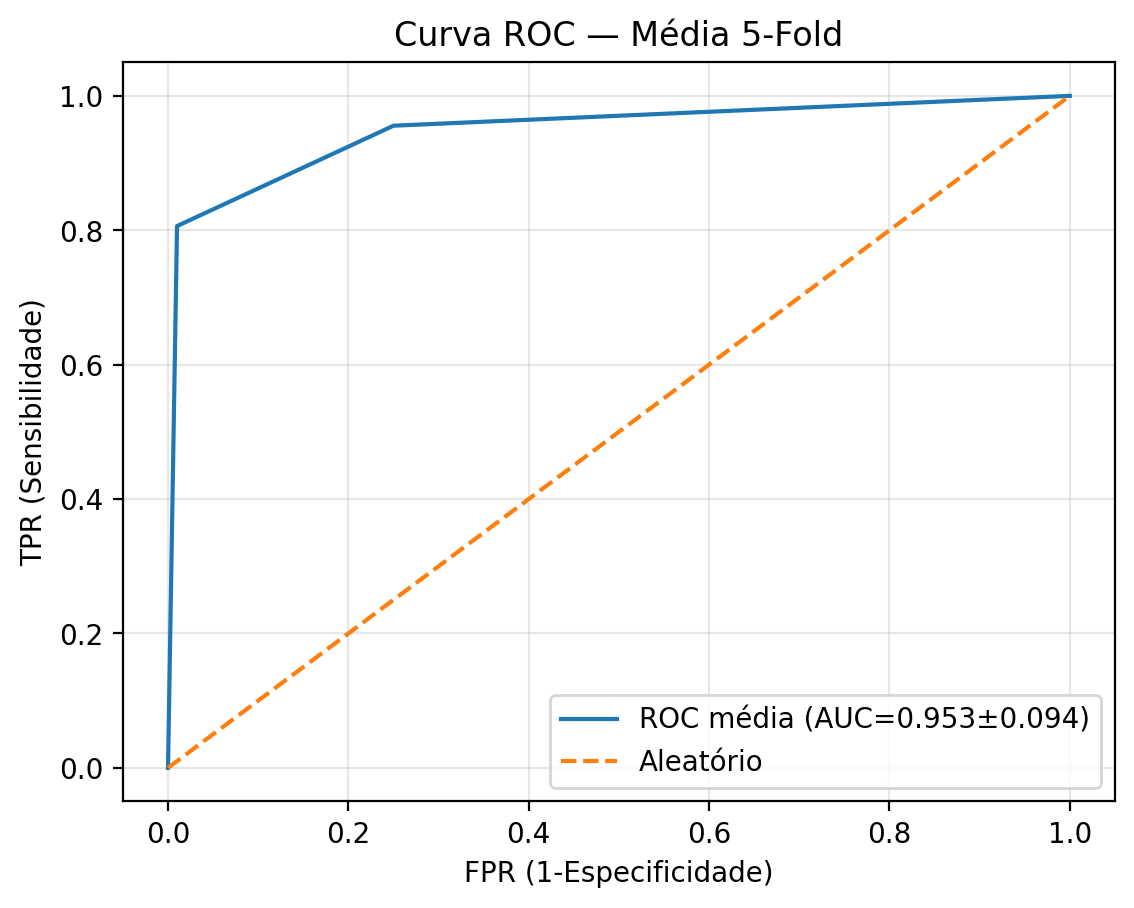 Curva ROC — Média 5-Fold
TPR (Sensibilidade)
1.0
0.8
0.6
0.4
0.2
0.0
ROC média (AUC=0.953±0.094)
Aleatório
0.0 0.2 0.4 0.6 0.8 1.0
FPR (1-Especificidade)